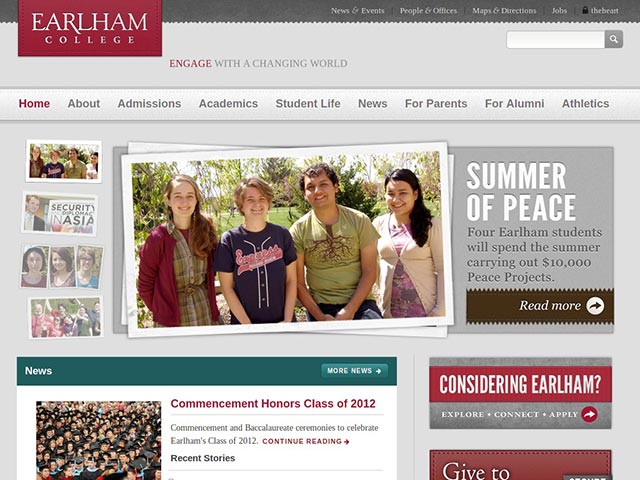 EARLHAM
COLLEGE
News & Events
People & Offices
Maps & Directions
Jobs
theheart
ENGAGE WITH A CHANGING WORLD
Home
About
Admissions
Academics
Student Life
News
For Parents
For Alumni
Athletics
SECURITY
DIPLOMAC
IN ASIA
Express
SUMMER
OF PEACE
Four Earlham students
will spend the summer
carrying out $10,000
Peace Projects.
Read more
News
MORE NEWS
Commencement Honors Class of 2012
Commencement and Baccalaureate ceremonies to celebrate
Earlham's Class of 2012. CONTINUE READING
Recent Stories
CONSIDERING EARLHAM?
EXPLORE • CONNECT • APPLY
Give to